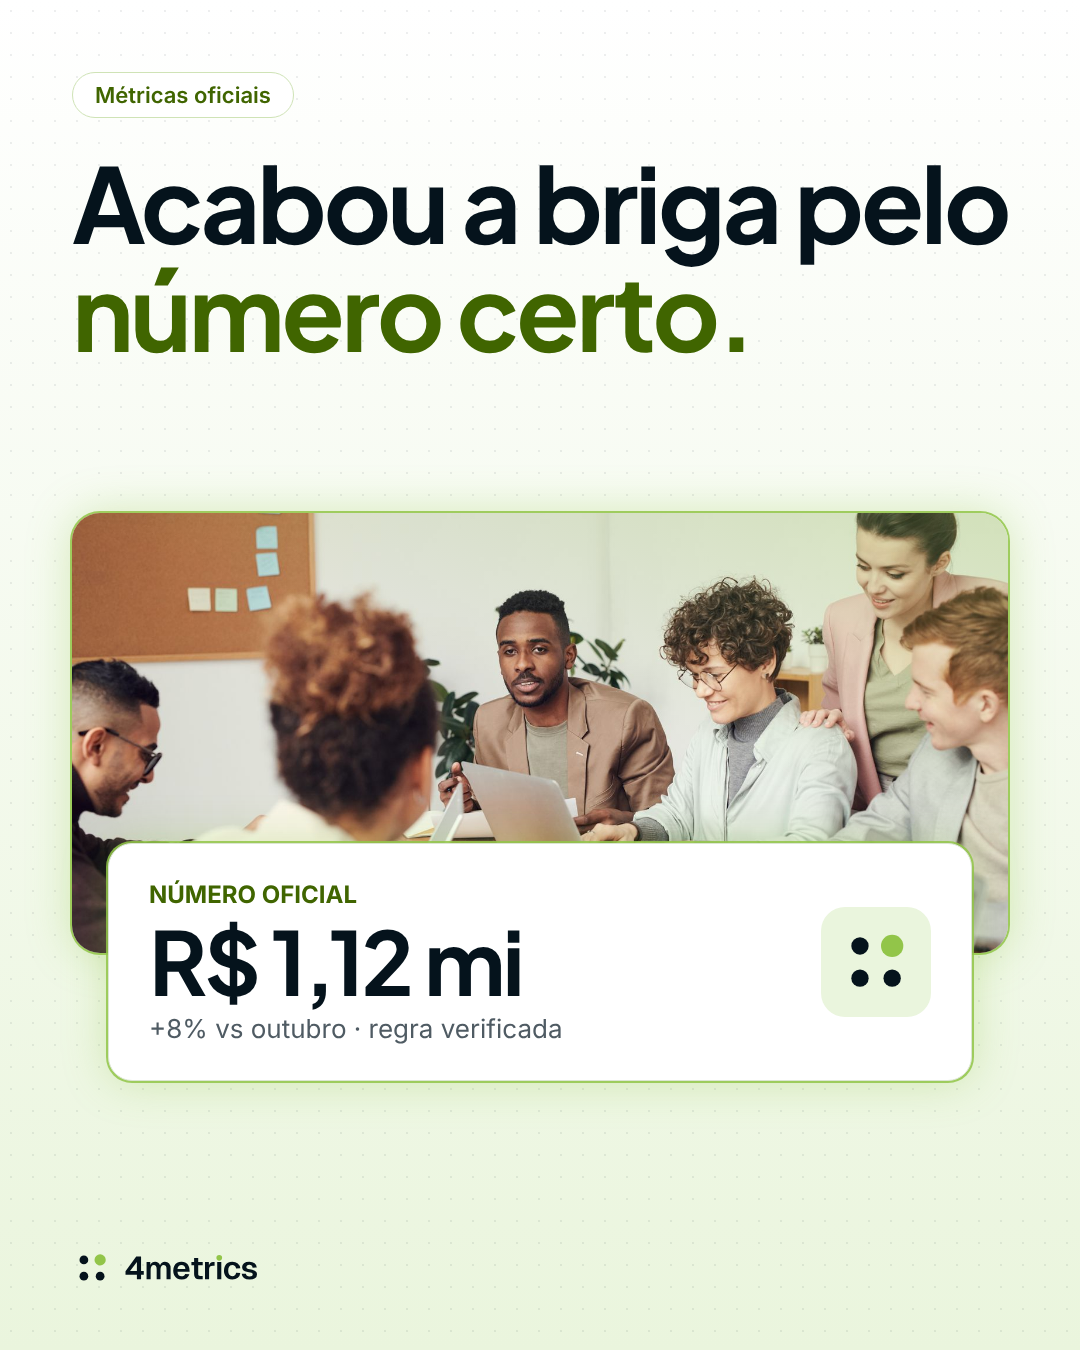 Métricas oficiais
Acabou a briga pelo
número certo.
NÚMERO OFICIAL
R$ 1,12 mi
+8% vs outubro · regra verificada
4metrics